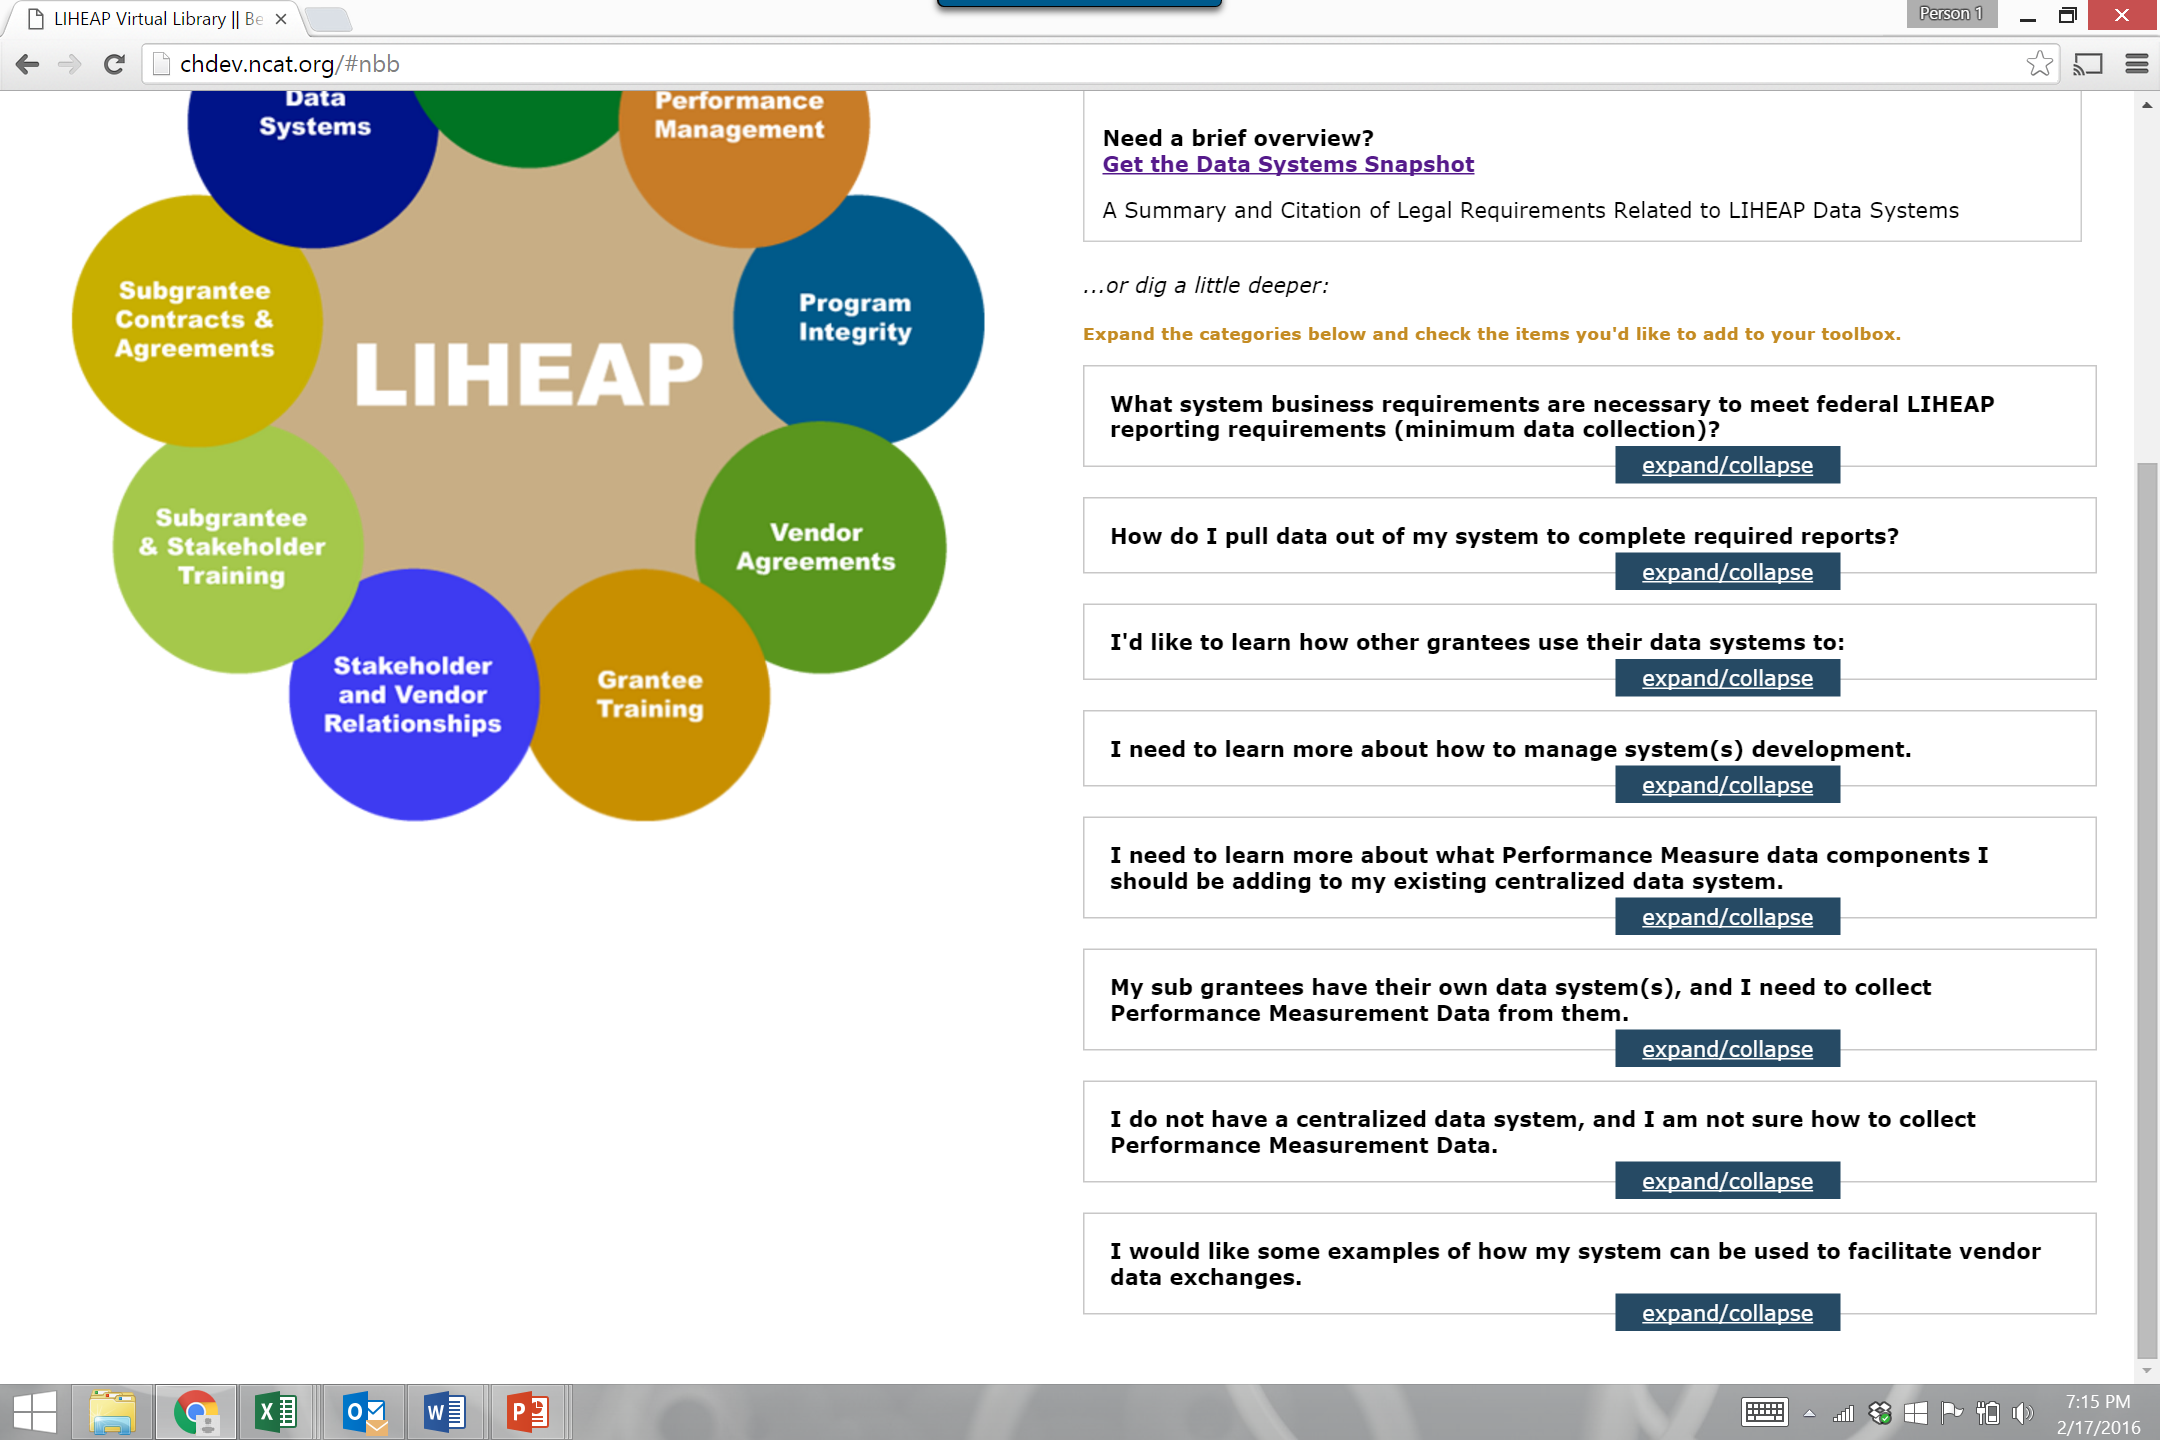 LIHEAP Virtual Library || Be
Person 1
chdev.ncat.org/#nbb
Data
Systems
Performance
Management
Subgrantee
Contracts &
Agreements
Program
Integrity
LIHEAP
Subgrantee
& Stakeholder
Training
Vendor
Agreements
Stakeholder
and Vendor
Relationships
Grantee
Training
Need a brief overview?
Get the Data Systems Snapshot
A Summary and Citation of Legal Requirements Related to LIHEAP Data Systems
...or dig a little deeper:
Expand the categories below and check the items you'd like to add to your toolbox.
What system business requirements are necessary to meet federal LIHEAP
reporting requirements (minimum data collection)?
expand/collapse
How do I pull data out of my system to complete required reports?
expand/collapse
I'd like to learn how other grantees use their data systems to:
expand/collapse
I need to learn more about how to manage system(s) development.
expand/collapse
I need to learn more about what Performance Measure data components I
should be adding to my existing centralized data system.
expand/collapse
My sub grantees have their own data system(s), and I need to collect
Performance Measurement Data from them.
expand/collapse
I do not have a centralized data system, and I am not sure how to collect
Performance Measurement Data.
expand/collapse
I would like some examples of how my system can be used to facilitate vendor
data exchanges.
expand/collapse
7:15 PM
2/17/2016